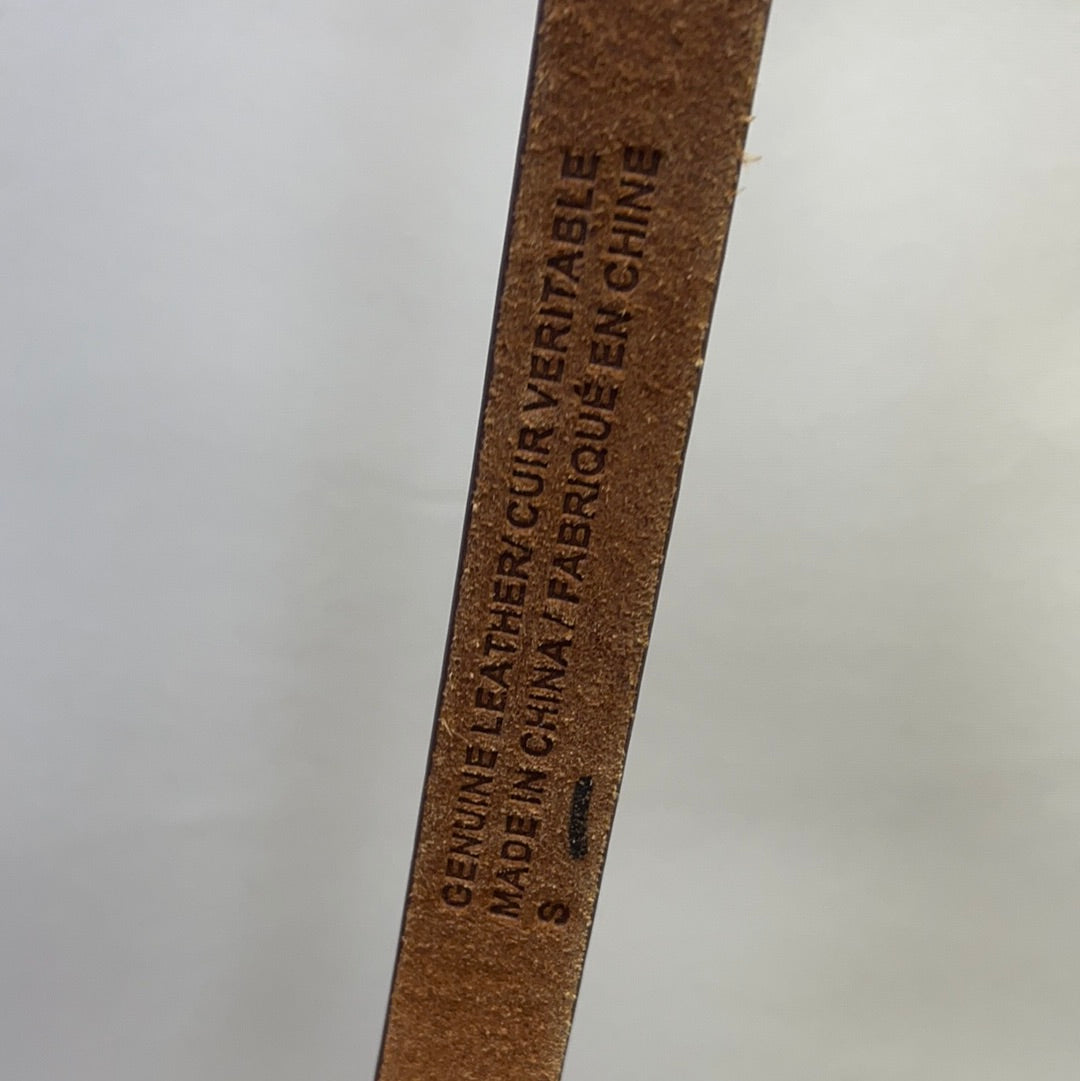 GENUINE LEATHER/ CUIR VERITABLE
MADE IN CHINA / FABRIQUÉ EN CHINE
S